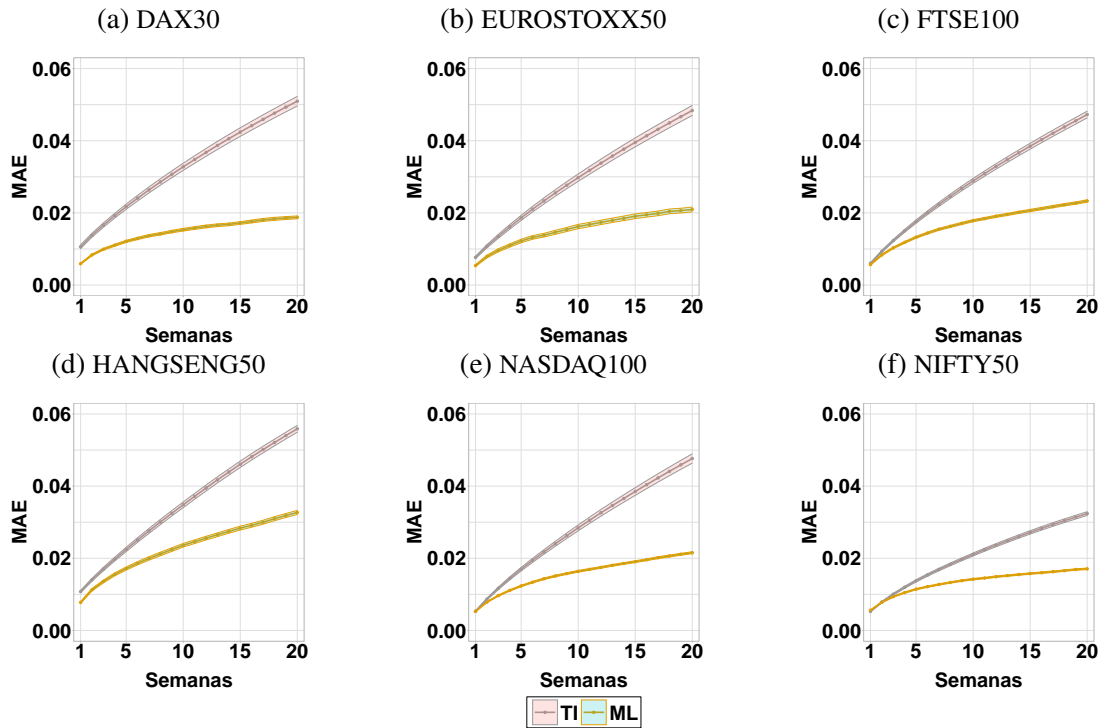 (a) DAX30
(b) EUROSTOXX50
(c) FTSE100
0.06
0.04
0.02
0.00
MAE
1 5 10 15 20
Semanas
0.06
0.04
0.02
0.00
MAE
1 5 10 15 20
Semanas
0.06
0.04
0.02
0.00
MAE
1 5 10 15 20
Semanas
(d) HANGSENG50
(e) NASDAQ100
(f) NIFTY50
0.06
0.04
0.02
0.00
MAE
1 5 10 15 20
Semanas
0.06
0.04
0.02
0.00
MAE
1 5 10 15 20
Semanas
0.06
0.04
0.02
0.00
MAE
1 5 10 15 20
Semanas
TI ML